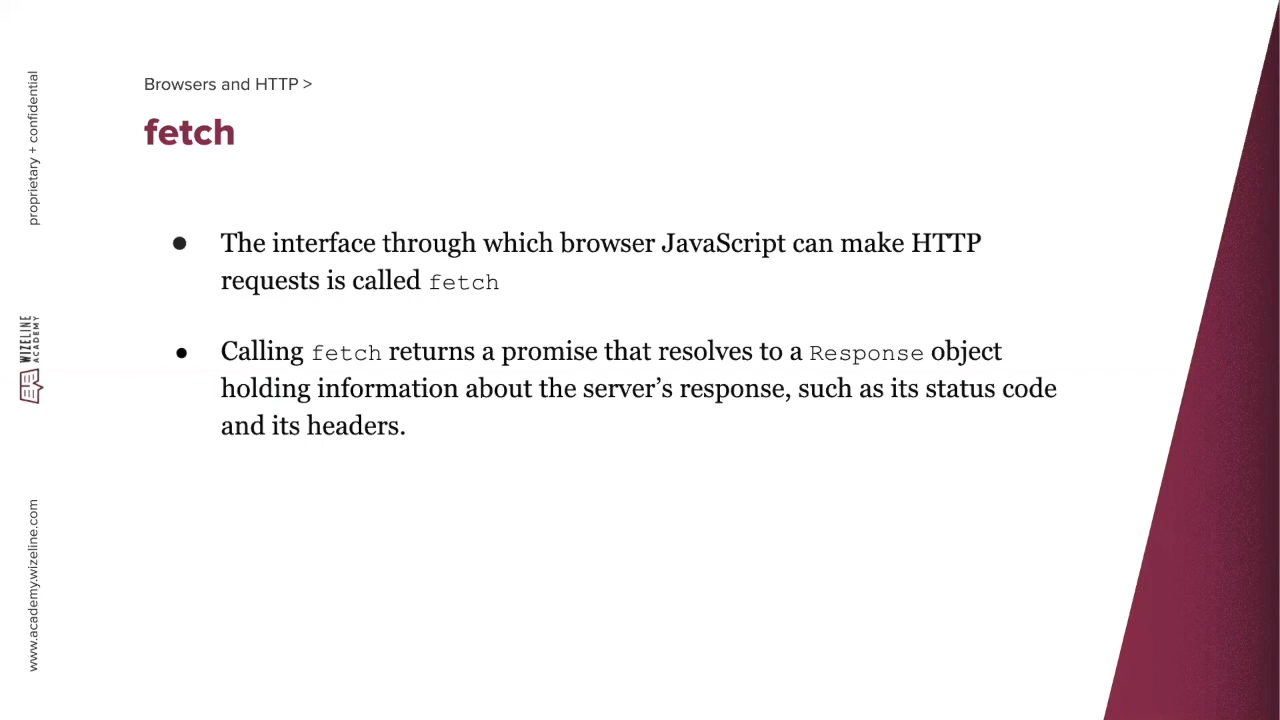 Browsers and HTTP >
fetch
● The interface through which browser JavaScript can make HTTP
requests is called fetch
● Calling fetch returns a promise that resolves to a Response object
holding information about the server’s response, such as its status code
and its headers.
proprietary + confidential
WIZELINE
ACADEMY
www.academy.wizeline.com